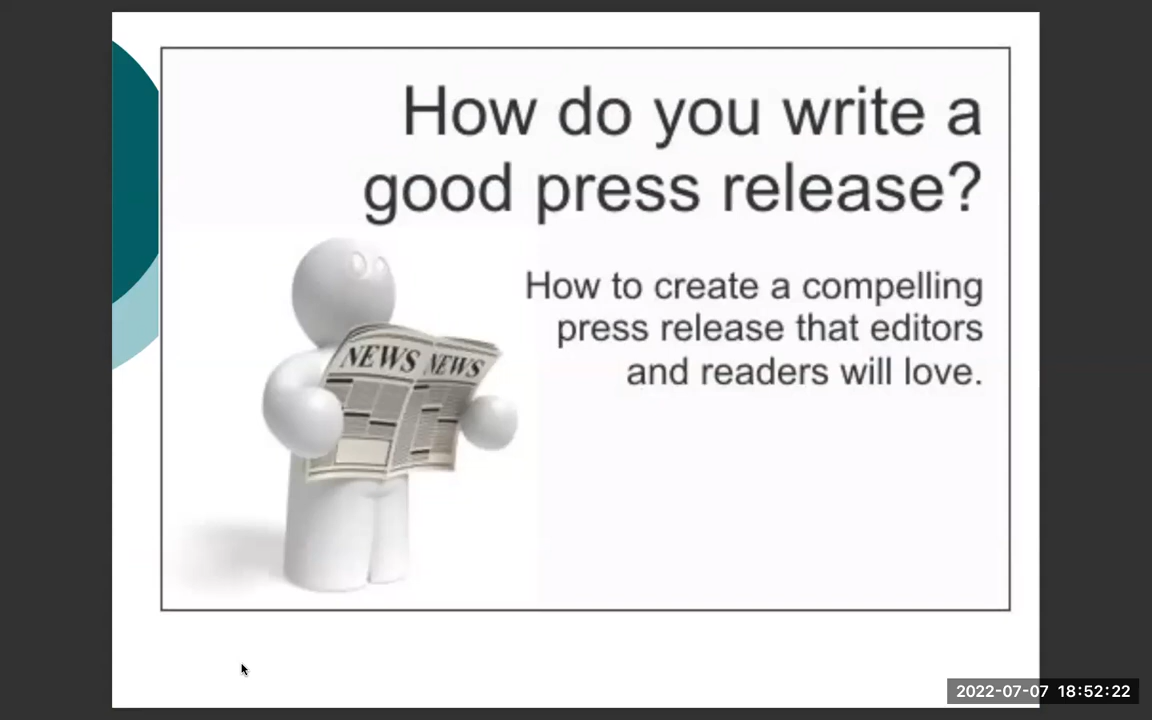 How do you write a
good press release?
How to create a compelling
press release that editors
and readers will love.
NEWS NEWS
2022-07-07 18:52:22